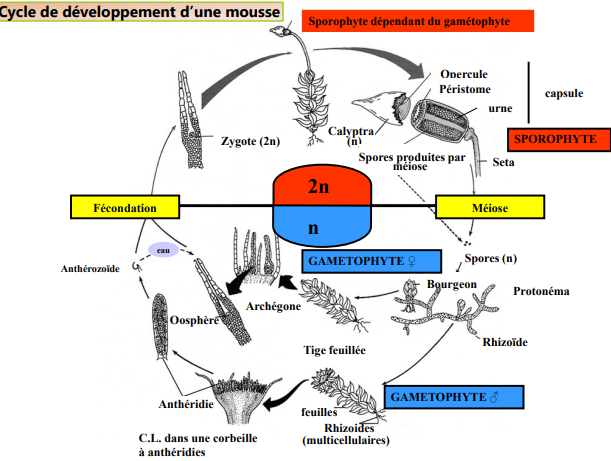 Cycle de développement d'une mousse
Sporophyte dépendant du gamétophyte
Onercule
Péristome
urne
capsule
Calyptra
(n)
Zygote (2n)
SPOROPHYTE
Spores produites par
méiose
Seta
2n
n
Fécondation
Méiose
eau
Anthérozoïde
GAMETOPHYTE ♀
Spores (n)
Bourgeon
Protonéma
Archégone
Oosphère
Rhizoïde
Tige feuillée
Anthéridie
feuilles
GAMETOPHYTE ♂
Rhizoides
(multicellulaires)
C.L. dans une corbeille
à anthéridies